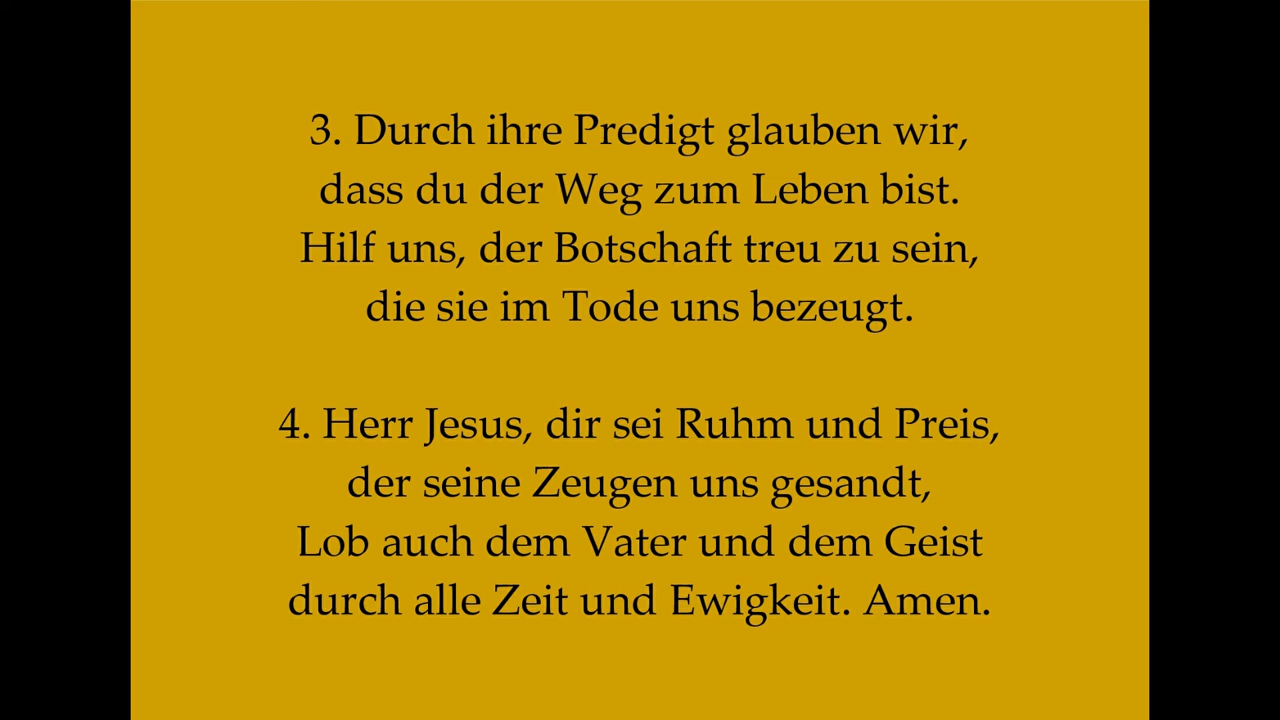 3. Durch ihre Predigt glauben wir,
dass du der Weg zum Leben bist.
Hilf uns, der Botschaft treu zu sein,
die sie im Tode uns bezeugt.
4. Herr Jesus, dir sei Ruhm und Preis,
der seine Zeugen uns gesandt,
Lob auch dem Vater und dem Geist
durch alle Zeit und Ewigkeit. Amen.